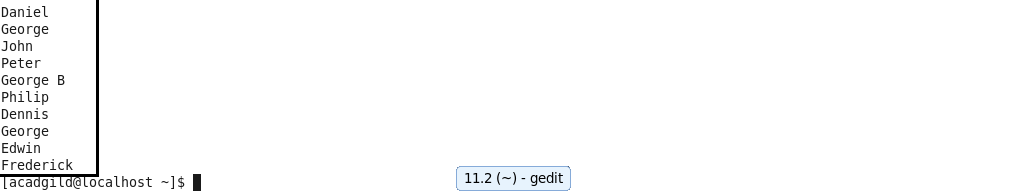 Daniel
George
John
Peter
George B
Philip
Dennis
George
Edwin
Frederick
[acadgild@localhost ~]$
11.2 (~) - gedit